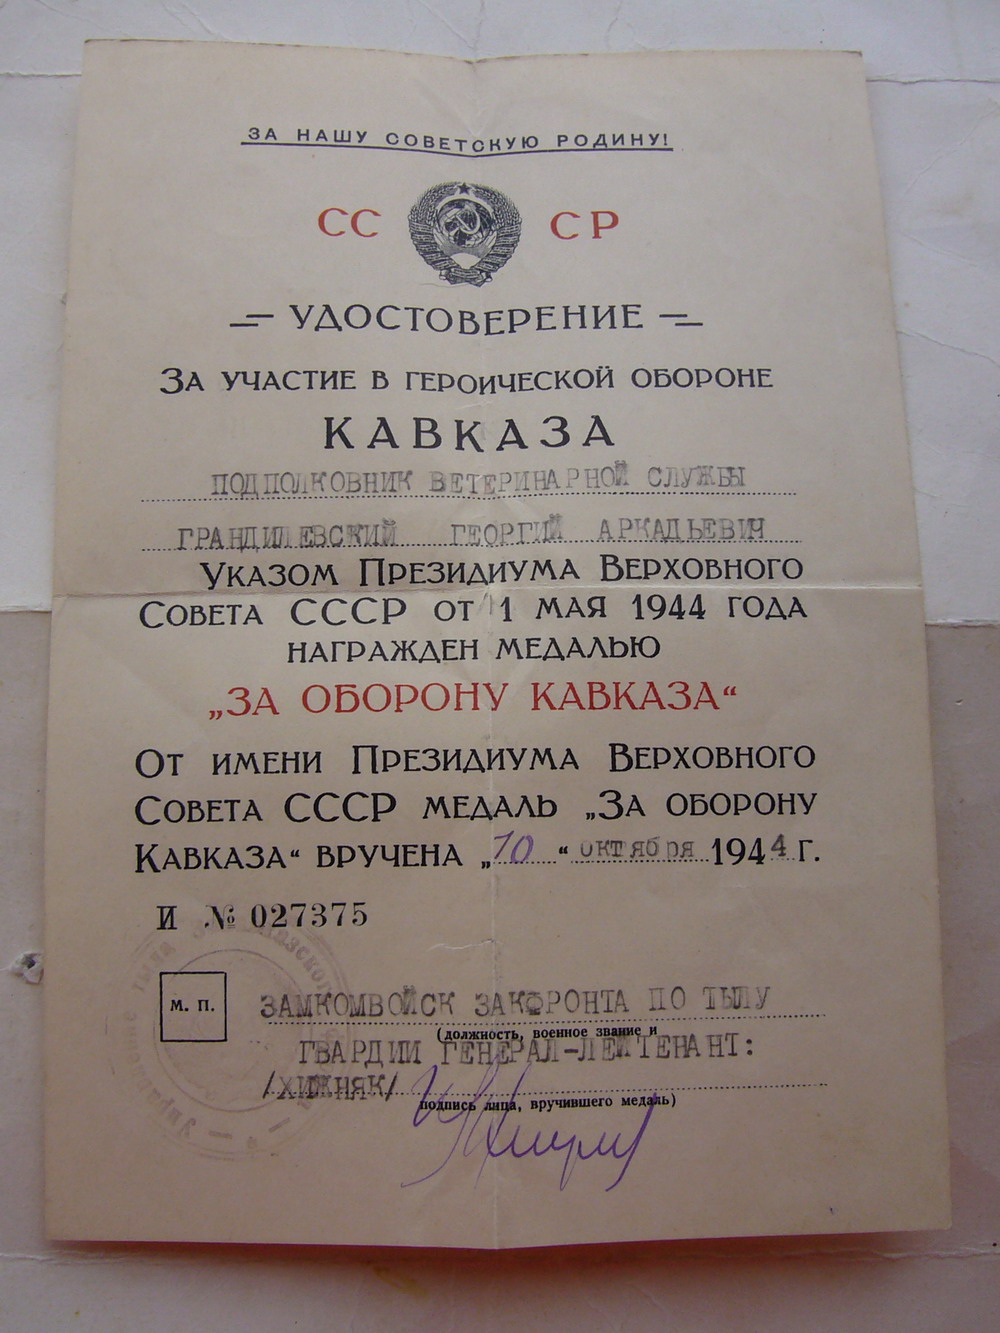 ЗА НАШУ СОВЕТСКУЮ РОДИНУ!
СС СР
УДОСТОВЕРЕНИЕ
ЗА УЧАСТИЕ В ГЕРОИЧЕСКОЙ ОБОРОНЕ
КАВКАЗА
ПОДПОЛКОВНИК ВЕТЕРИНАРНОЙ СЛУЖБЫ
ГРАНДИЛЕВСКИЙ ГЕОРГИЙ АРКАДЬЕВИЧ
УКАЗОМ ПРЕЗИДИУМА ВЕРХОВНОГО
СОВЕТА СССР ОТ 1 МАЯ 1944 ГОДА
НАГРАЖДЕН МЕДАЛЬЮ
„ЗА ОБОРОНУ КАВКАЗА“
ОТ ИМЕНИ ПРЕЗИДИУМА ВЕРХОВНОГО
СОВЕТА СССР МЕДАЛЬ „ЗА ОБОРОНУ
КАВКАЗА“ ВРУЧЕНА „10“ октября 1944 Г.
И № 027375
М. П.
ЗАМКОМВОЙСК ЗАКФРОНТА ПО ТЫЛУ
(должность, военное звание и
ГВАРДИИ ГЕНЕРАЛ-ЛЕЙТЕНАНТ:
/ХИЖНЯК/
подпись лица, вручившего медаль)